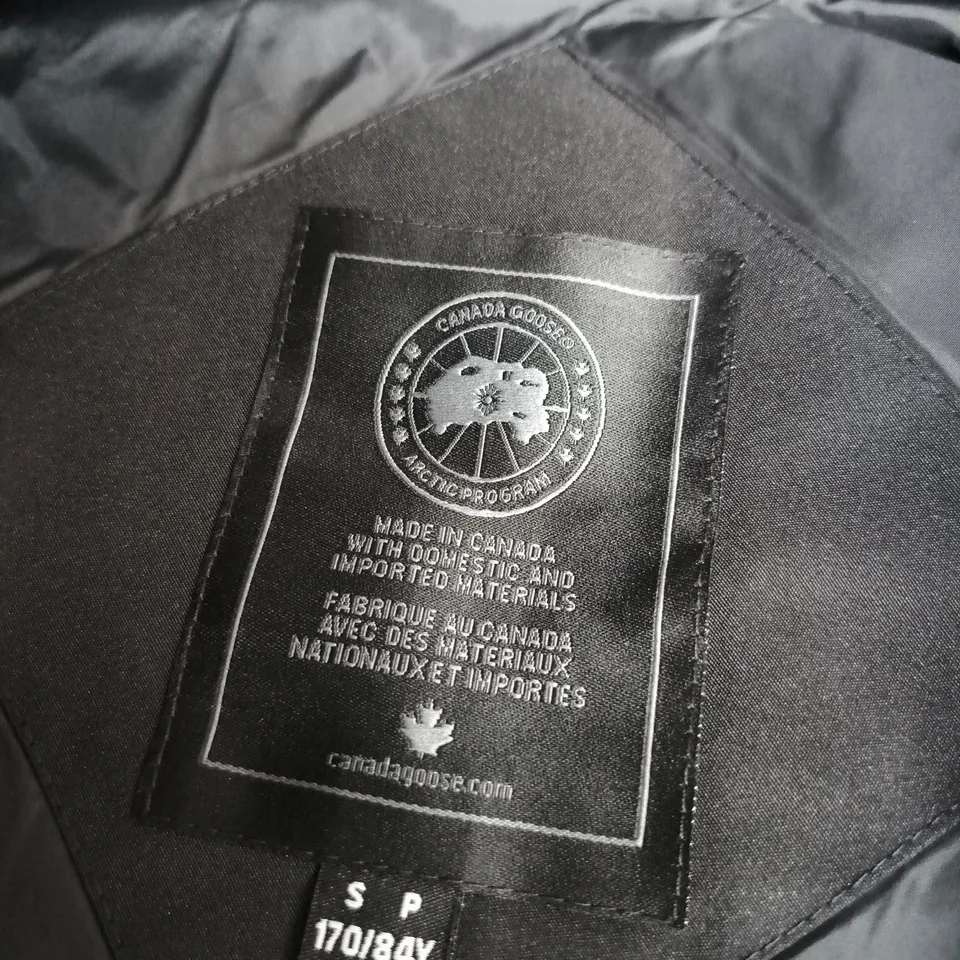 CANADA GOOSE®
ARCTIC PROGRAM
MADE IN CANADA
WITH DOMESTIC AND
IMPORTED MATERIALS
FABRIQUE AU CANADA
AVEC DES MATERIAUX
NATIONAUX ET IMPORTES
canadagoose.com
S P
170/84Y